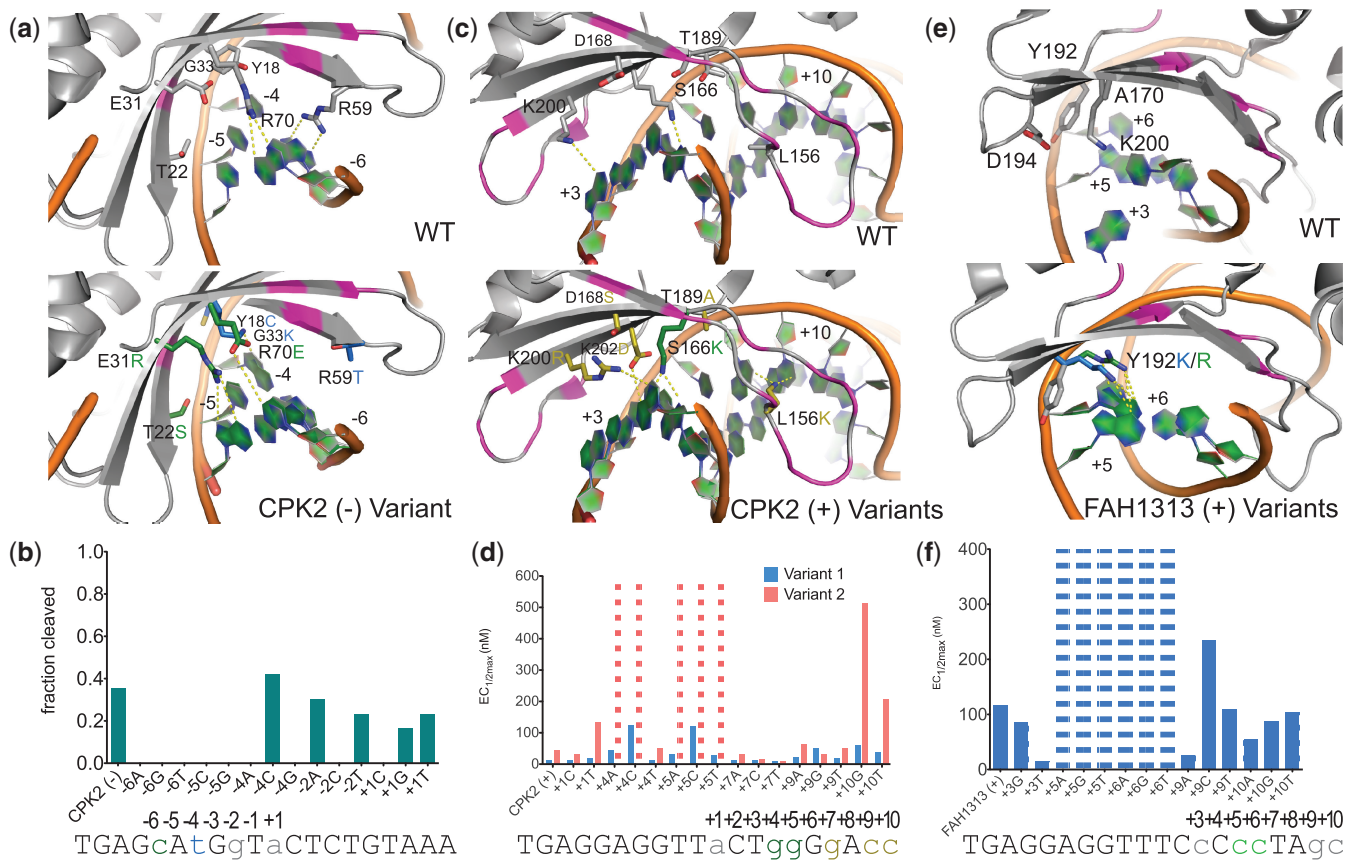 (a)
G33 Y18
-4
E31
R70
R59
-5
T22
-6
WT
Y18C
G33K
E31R
R70E
-4
R59T
-5
T22S
-6
CPK2 (-) Variant
(b)
fraction cleaved
1.0
0.8
0.6
0.4
0.2
0.0
CPK2 (-) -6A -6G -6T -5C -5G -4A -4C -4G -2A -2C -2T +1C +1G +1T
-6 -5 -4 -3 -2 -1 +1
TGAGcAtGgTaCTCTGTAAA
(c)
D168 T189
+10
K200
S166
L156
+3
WT
D168S T189A
+10
K200R K202D S166K
+3
L156K
CPK2 (+) Variants
(d)
EC1/2max (nM)
600
500
400
300
200
100
0
Variant 1
Variant 2
CPK2 (+) +1C +1T +4A +4C +4T +5A +5C +5T +7A +7C +7T +9A +9G +9T +10G +10T
+1+2+3+4+5+6+7+8+9 10
TGAGGAGGTTaCTggGgAcc
(e)
Y192
A170
+6
D194
K200
+5
+3
WT
Y192K/R
+6
+5
FAH1313 (+) Variants
(f)
EC1/2max (nM)
400
300
200
100
0
FAH1313 (+) +3G +3T +5A +5G +5T +6A +6G +6T +9A +9C +9T +10A +10G +10T
+3+4+5+6+7+8+9+10
TGAGGAGGTTTCcCccTAgc